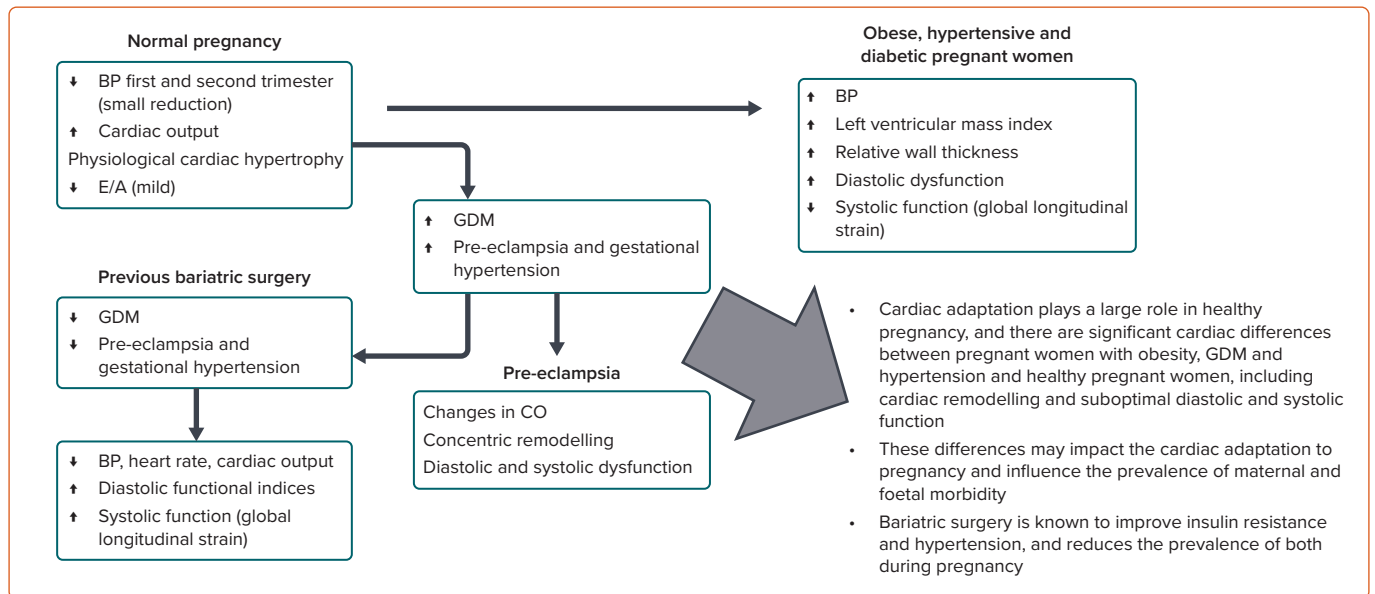 Normal pregnancy
↓ BP first and second trimester
(small reduction)
↑ Cardiac output
Physiological cardiac hypertrophy
↓ E/A (mild)
Obese, hypertensive and
diabetic pregnant women
↑ BP
↑ Left ventricular mass index
↑ Relative wall thickness
↑ Diastolic dysfunction
↓ Systolic function (global longitudinal
strain)
↑ GDM
↑ Pre-eclampsia and gestational
hypertension
Previous bariatric surgery
↓ GDM
↓ Pre-eclampsia and
gestational hypertension
↓ BP, heart rate, cardiac output
↑ Diastolic functional indices
↑ Systolic function (global
longitudinal strain)
Pre-eclampsia
Changes in CO
Concentric remodelling
Diastolic and systolic dysfunction
• Cardiac adaptation plays a large role in healthy
pregnancy, and there are significant cardiac differences
between pregnant women with obesity, GDM and
hypertension and healthy pregnant women, including
cardiac remodelling and suboptimal diastolic and systolic
function
• These differences may impact the cardiac adaptation to
pregnancy and influence the prevalence of maternal and
foetal morbidity
• Bariatric surgery is known to improve insulin resistance
and hypertension, and reduces the prevalence of both
during pregnancy